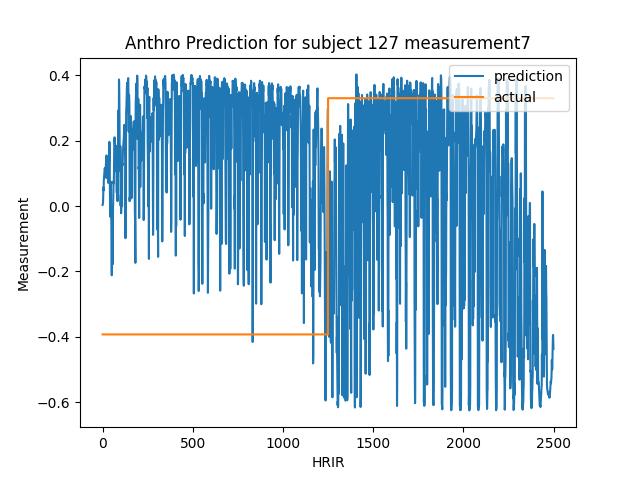 Anthro Prediction for subject 127 measurement7
prediction
actual
0.4
0.2
0.0
−0.2
−0.4
−0.6
Measurement
0 500 1000 1500 2000 2500
HRIR